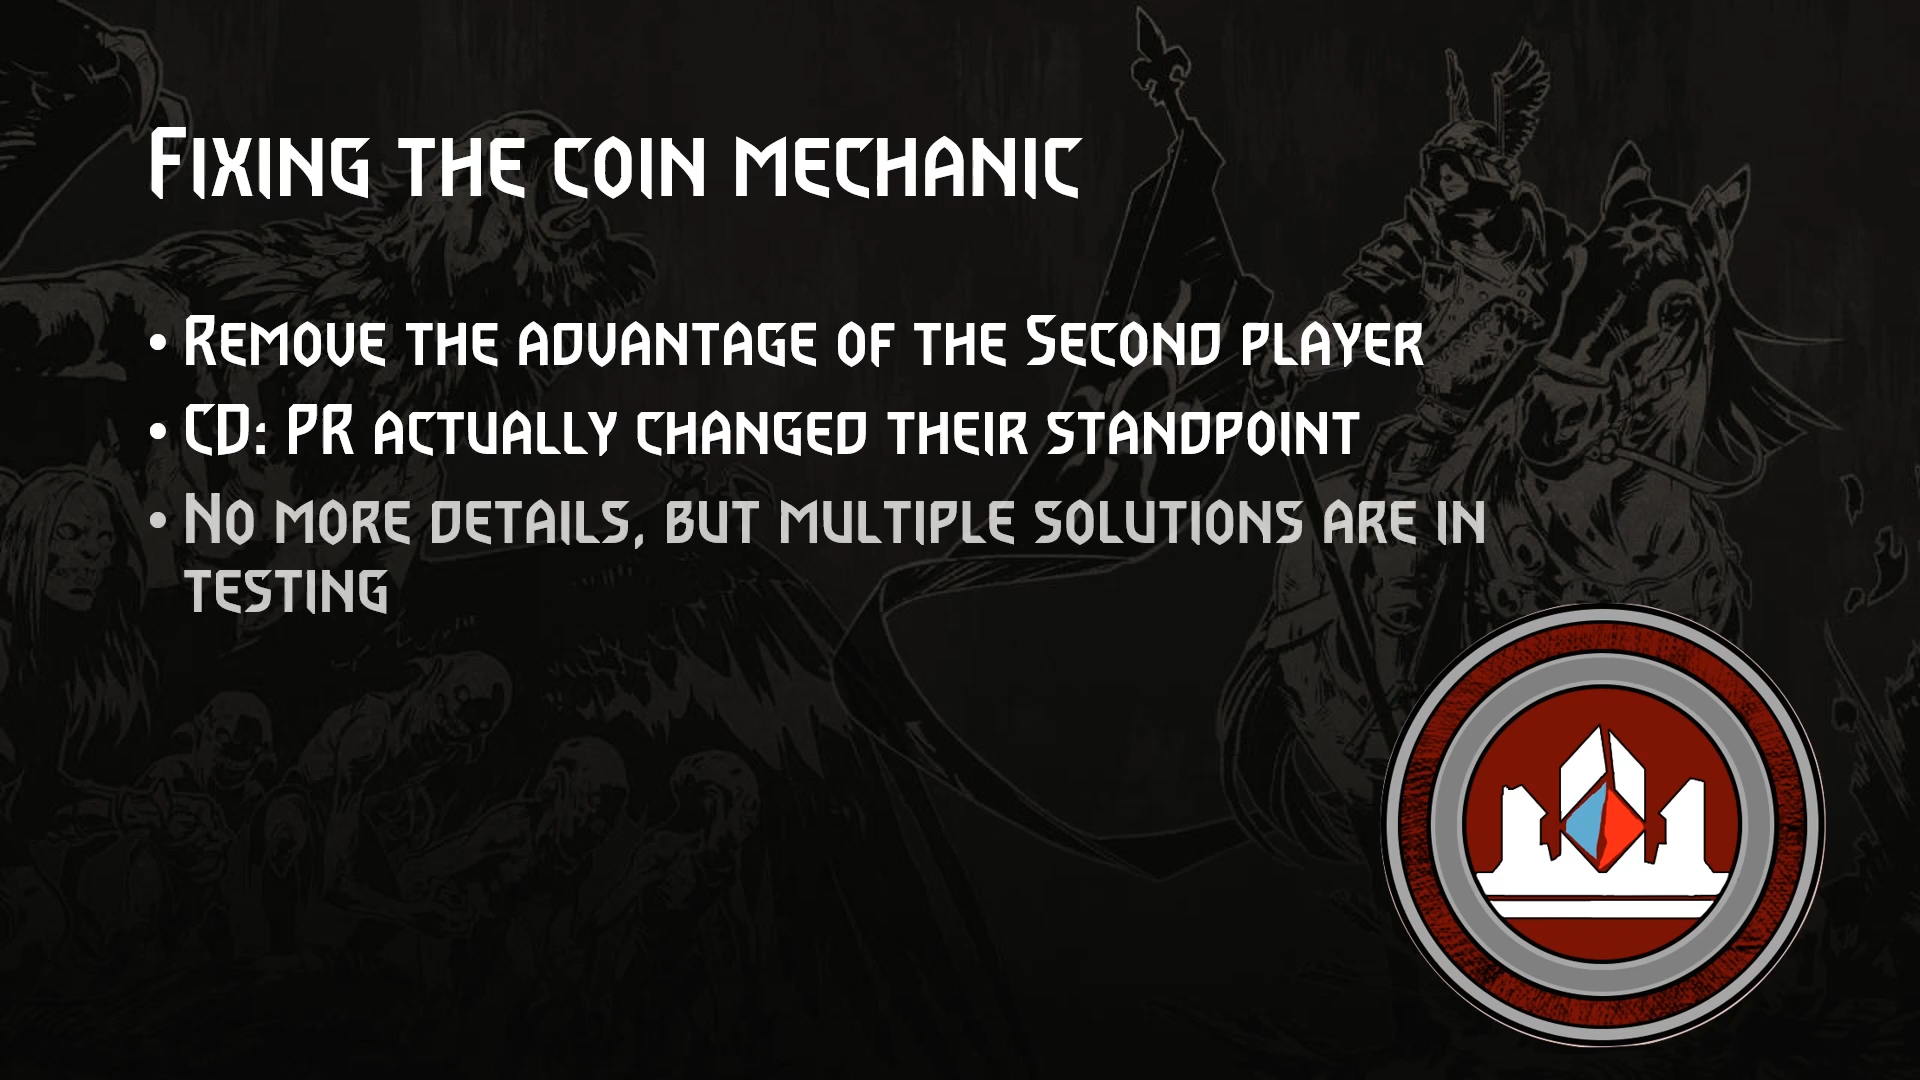 Fixing the coin mechanic
• Remove the advantage of the Second player
• CD: PR actually changed their standpoint
• No more details, but multiple solutions are in
testing